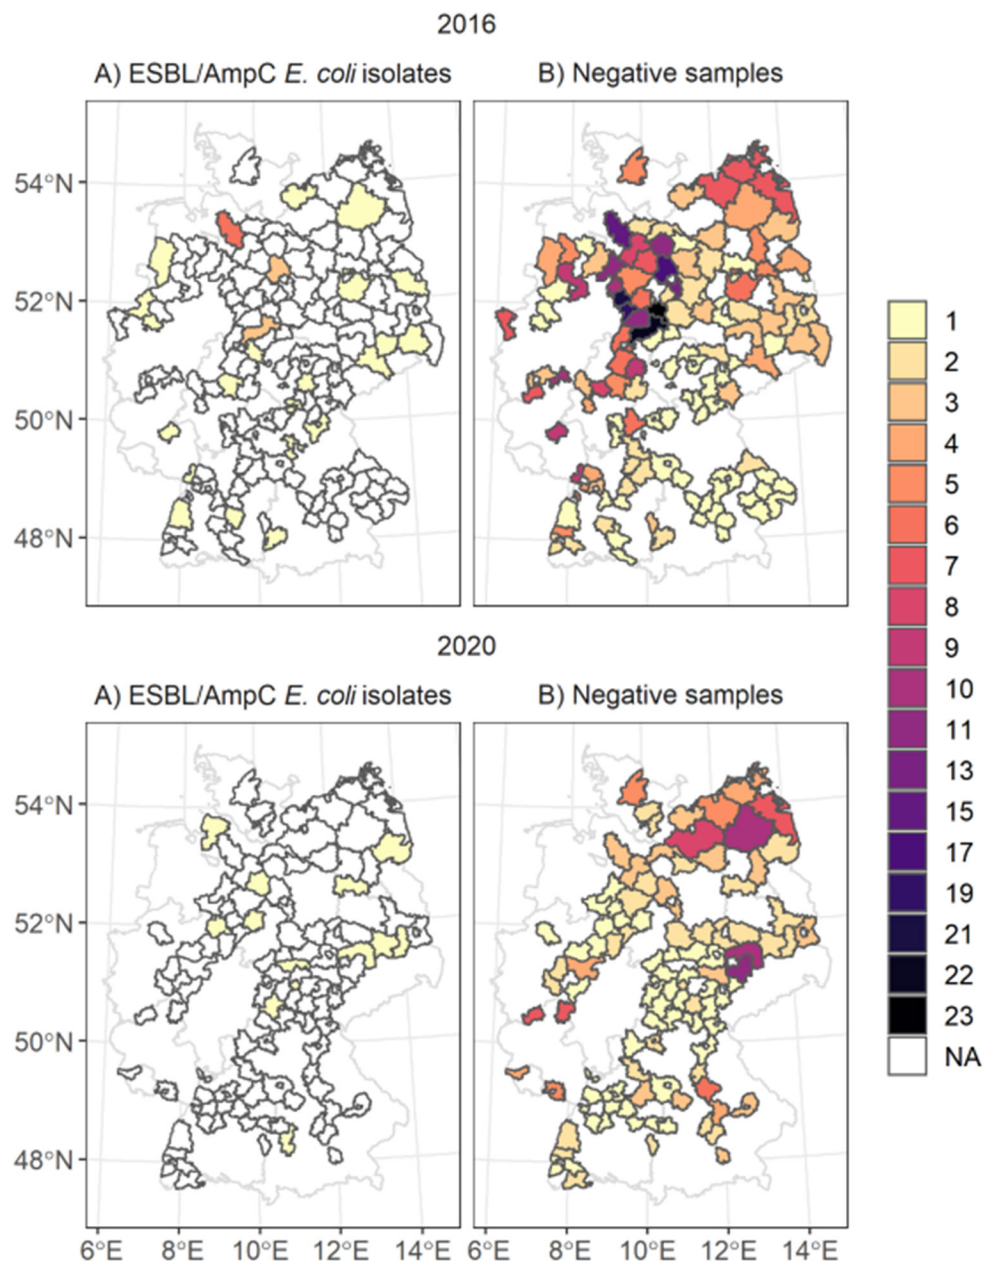 2016
A) ESBL/AmpC E. coli isolates
B) Negative samples
54°N
52°N
50°N
48°N
2020
A) ESBL/AmpC E. coli isolates
B) Negative samples
54°N
52°N
50°N
48°N
6°E 8°E 10°E 12°E 14°E
6°E 8°E 10°E 12°E 14°E
1
2
3
4
5
6
7
8
9
10
11
13
15
17
19
21
22
23
NA